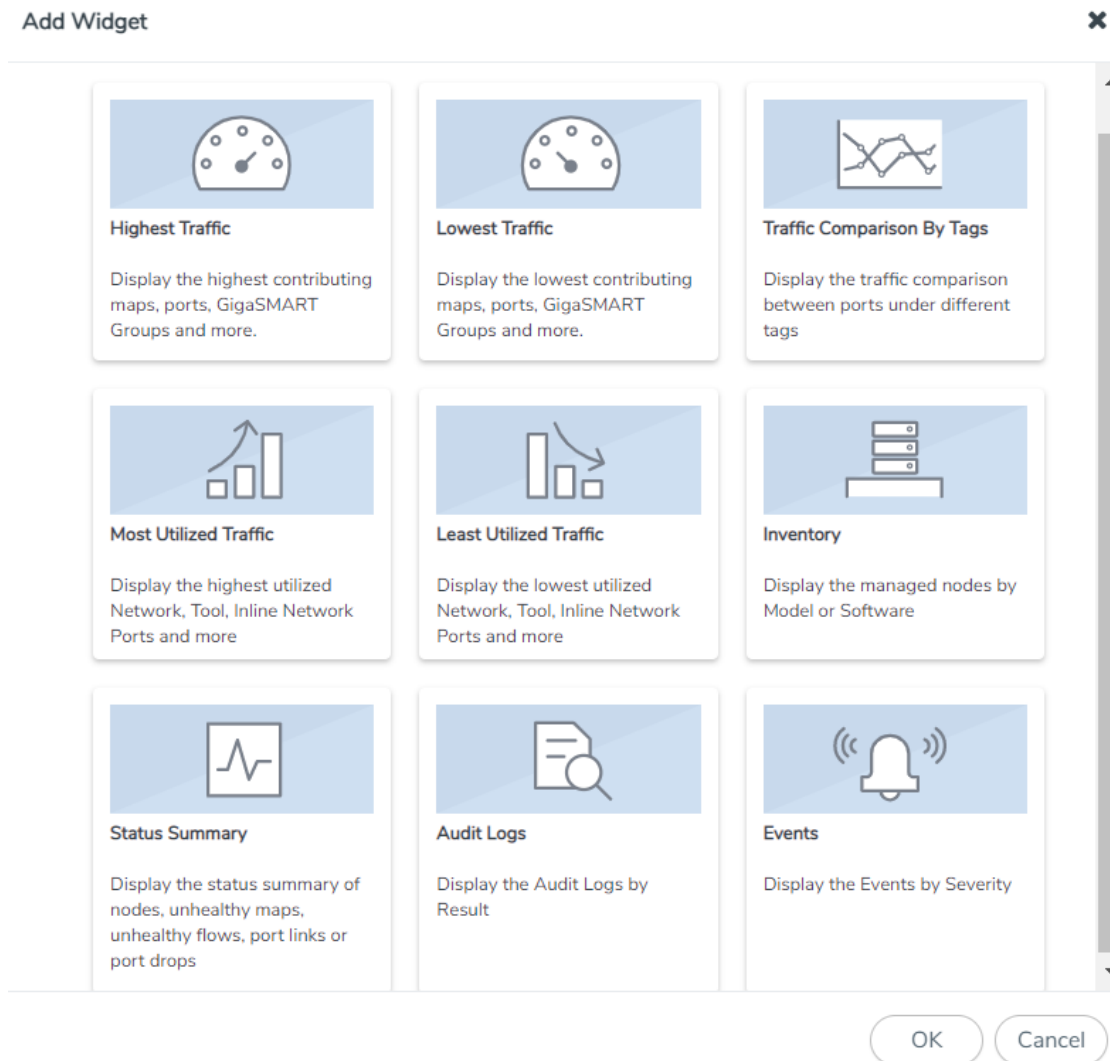 Add Widget
Highest Traffic
Display the highest contributing
maps, ports, GigaSMART
Groups and more.
Lowest Traffic
Display the lowest contributing
maps, ports, GigaSMART
Groups and more.
Traffic Comparison By Tags
Display the traffic comparison
between ports under different
tags
Most Utilized Traffic
Display the highest utilized
Network, Tool, Inline Network
Ports and more
Least Utilized Traffic
Display the lowest utilized
Network, Tool, Inline Network
Ports and more
Inventory
Display the managed nodes by
Model or Software
Status Summary
Display the status summary of
nodes, unhealthy maps,
unhealthy flows, port links or
port drops
Audit Logs
Display the Audit Logs by
Result
Events
Display the Events by Severity
OK
Cancel